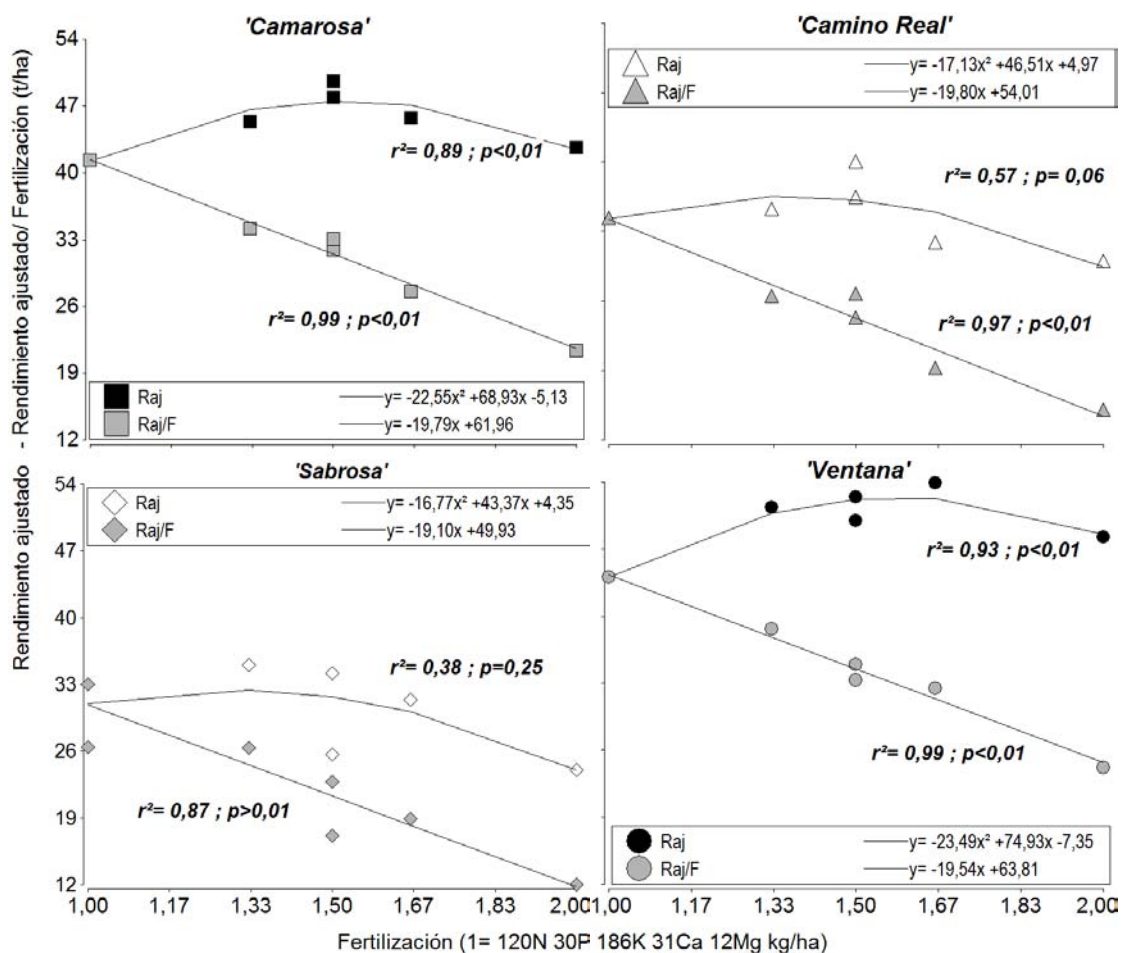 'Camarosa'
'Camino Real'
- Rendimiento ajustado/ Fertilización (t/ha)
Rendimiento ajustado
54
47
40
33
26
19
12
r²= 0,89 ; p<0,01
r²= 0,99 ; p<0,01
Raj y= -22,55x² +68,93x -5,13
Raj/F y= -19,79x +61,96
Raj y= -17,13x² +46,51x +4,97
Raj/F y= -19,80x +54,01
r²= 0,57 ; p= 0,06
r²= 0,97 ; p<0,01
'Sabrosa'
'Ventana'
54
47
40
33
26
19
12
Raj y= -16,77x² +43,37x +4,35
Raj/F y= -19,10x +49,93
r²= 0,38 ; p=0,25
r²= 0,87 ; p>0,01
r²= 0,93 ; p<0,01
r²= 0,99 ; p<0,01
Raj y= -23,49x² +74,93x -7,35
Raj/F y= -19,54x +63,81
1,00 1,17 1,33 1,50 1,67 1,83 2,00
1,00 1,17 1,33 1,50 1,67 1,83 2,00
Fertilización (1= 120N 30P 186K 31Ca 12Mg kg/ha)